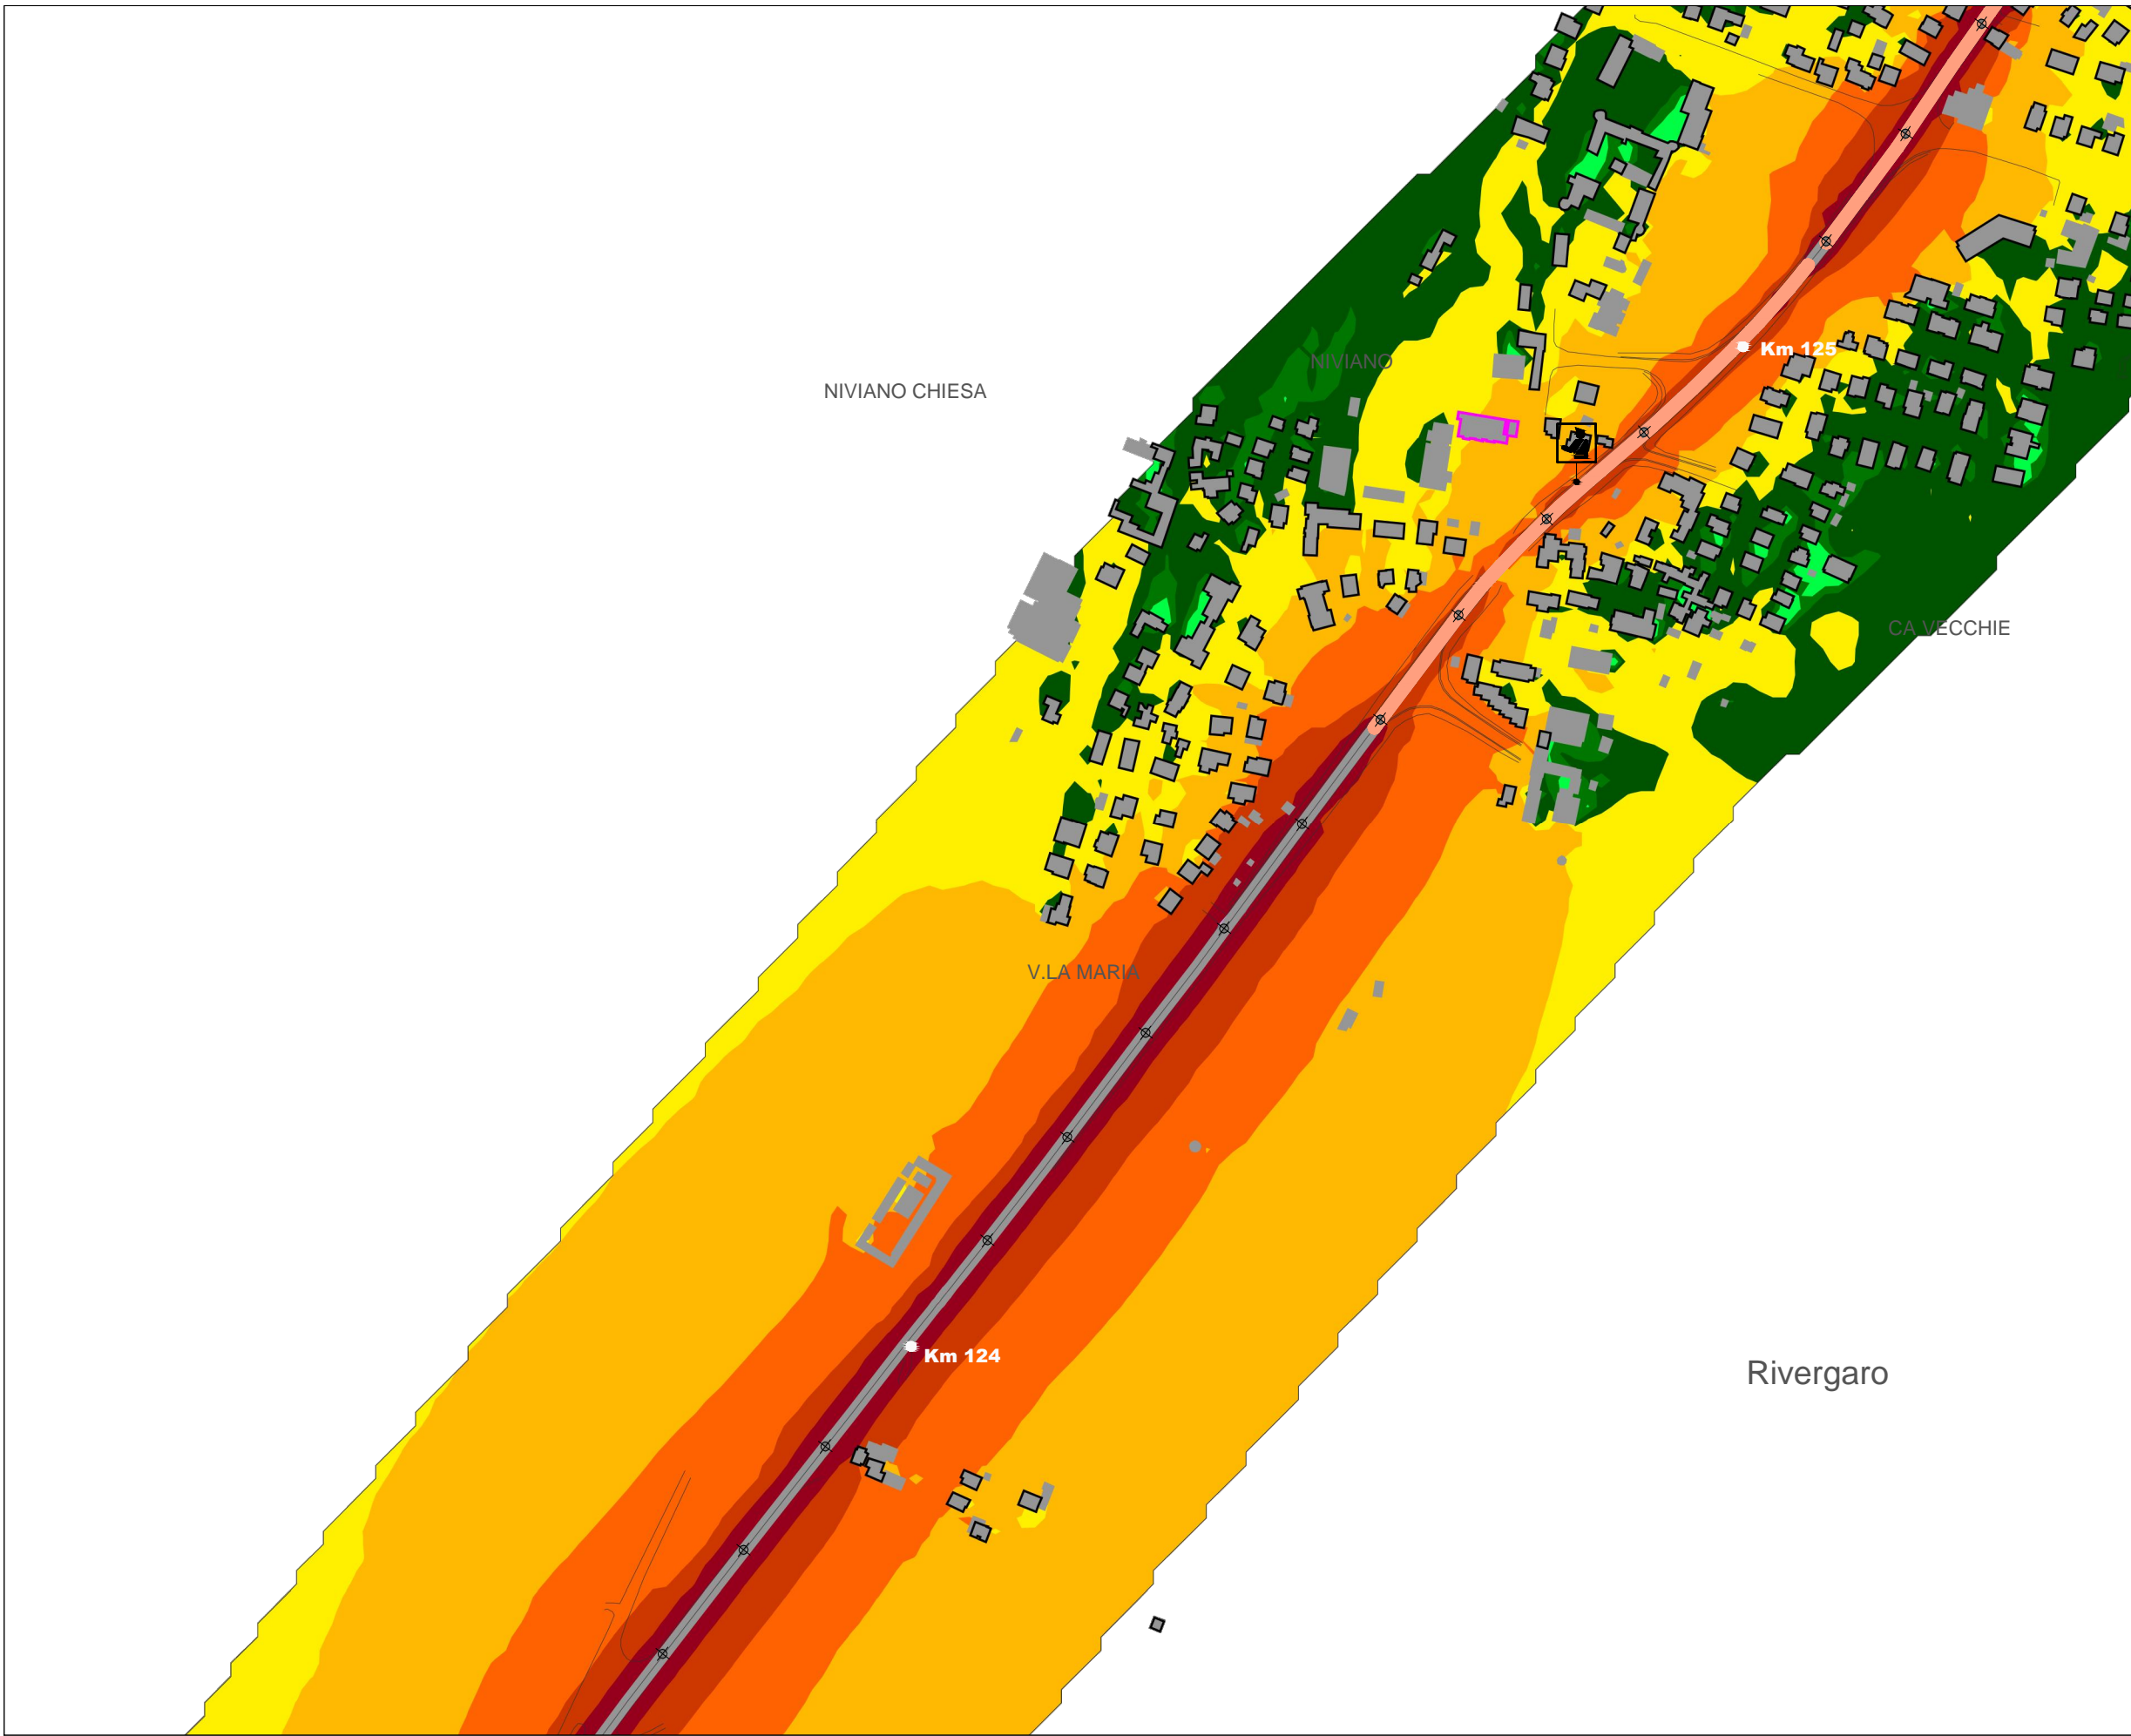 Km 125
NIVIANO
NIVIANO CHIESA
CA VECCHIE
V.LA MARIA
Km 124
Rivergaro